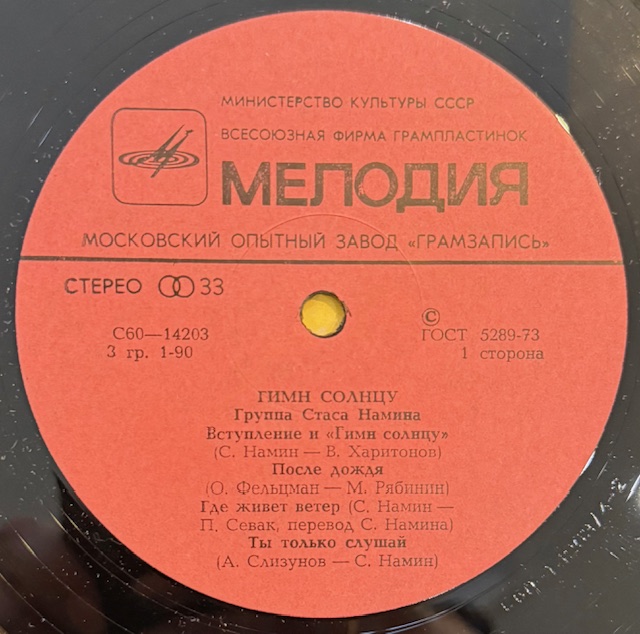 МИНИСТЕРСТВО КУЛЬТУРЫ СССР
ВСЕСОЮЗНАЯ ФИРМА ГРАМПЛАСТИНОК
МЕЛОДИЯ
МОСКОВСКИЙ ОПЫТНЫЙ ЗАВОД «ГРАМЗАПИСЬ»
СТЕРЕО 33
С60—14203
3 гр. 1-90
©
ГОСТ 5289-73
1 сторона
ГИМН СОЛНЦУ
Группа Стаса Намина
Вступление и «Гимн солнцу»
(С. Намин — В. Харитонов)
После дождя
(О. Фельцман — М. Рябинин)
Где живет ветер (С. Намин —
П. Севак, перевод С. Намина)
Ты только слушай
(А. Слизунов — С. Намин)